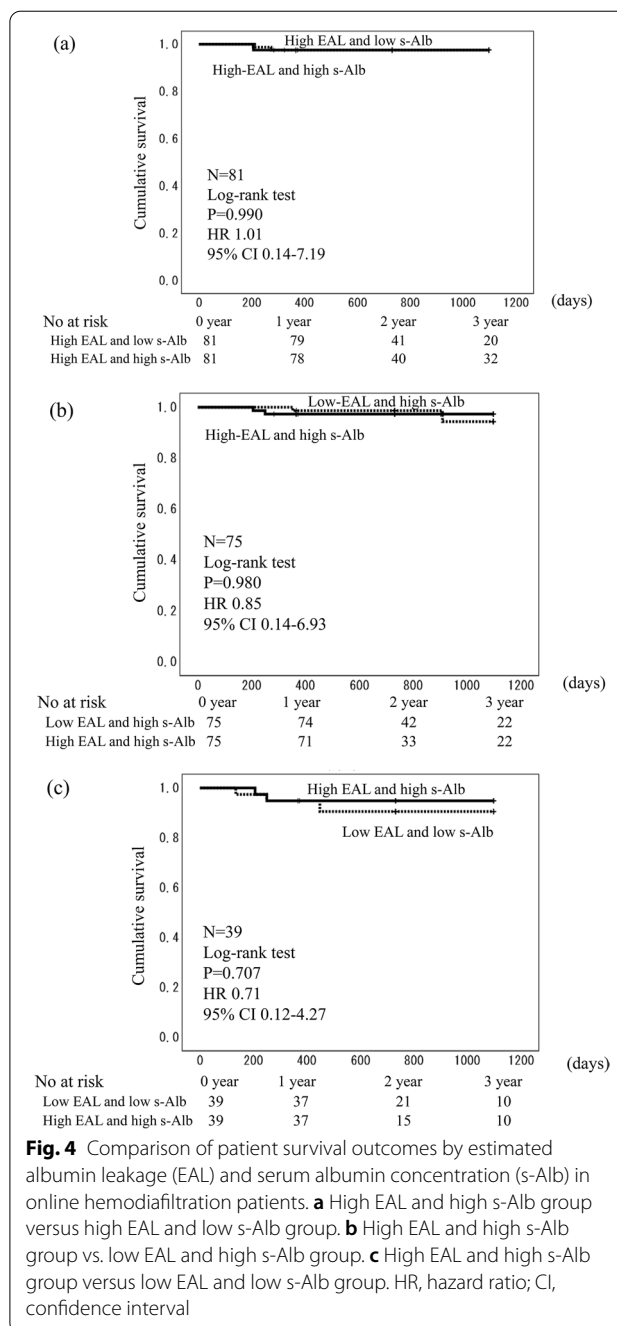 (a)
1.0
High EAL and low s-Alb
High-EAL and high s-Alb
0.8
0.6
0.4
0.2
0.0
Cumulative survival
N=81
Log-rank test
P=0.990
HR 1.01
95% CI 0.14-7.19
0 200 400 600 800 1000 1200 (days)
No at risk 0 year 1 year 2 year 3 year
High EAL and low s-Alb 81 79 41 20
High EAL and high s-Alb 81 78 40 32
(b)
1.0
Low-EAL and high s-Alb
High-EAL and high s-Alb
0.8
0.6
0.4
0.2
0.0
Cumulative survival
N=75
Log-rank test
P=0.980
HR 0.85
95% CI 0.14-6.93
0 200 400 600 800 1000 1200 (days)
No at risk 0 year 1 year 2 year 3 year
Low EAL and high s-Alb 75 74 42 22
High EAL and high s-Alb 75 71 33 22
(c)
1.0
High EAL and high s-Alb
Low EAL and low s-Alb
0.8
0.6
0.4
0.2
0.0
Cumulative survival
N=39
Log-rank test
P=0.707
HR 0.71
95% CI 0.12-4.27
0 200 400 600 800 1000 1200 (days)
No at risk 0 year 1 year 2 year 3 year
Low EAL and low s-Alb 39 37 21 10
High EAL and high s-Alb 39 37 15 10
Fig. 4 Comparison of patient survival outcomes by estimated
albumin leakage (EAL) and serum albumin concentration (s-Alb) in
online hemodiafiltration patients. a High EAL and high s-Alb group
versus high EAL and low s-Alb group. b High EAL and high s-Alb
group vs. low EAL and high s-Alb group. c High EAL and high s-Alb
group versus low EAL and low s-Alb group. HR, hazard ratio; CI,
confidence interval